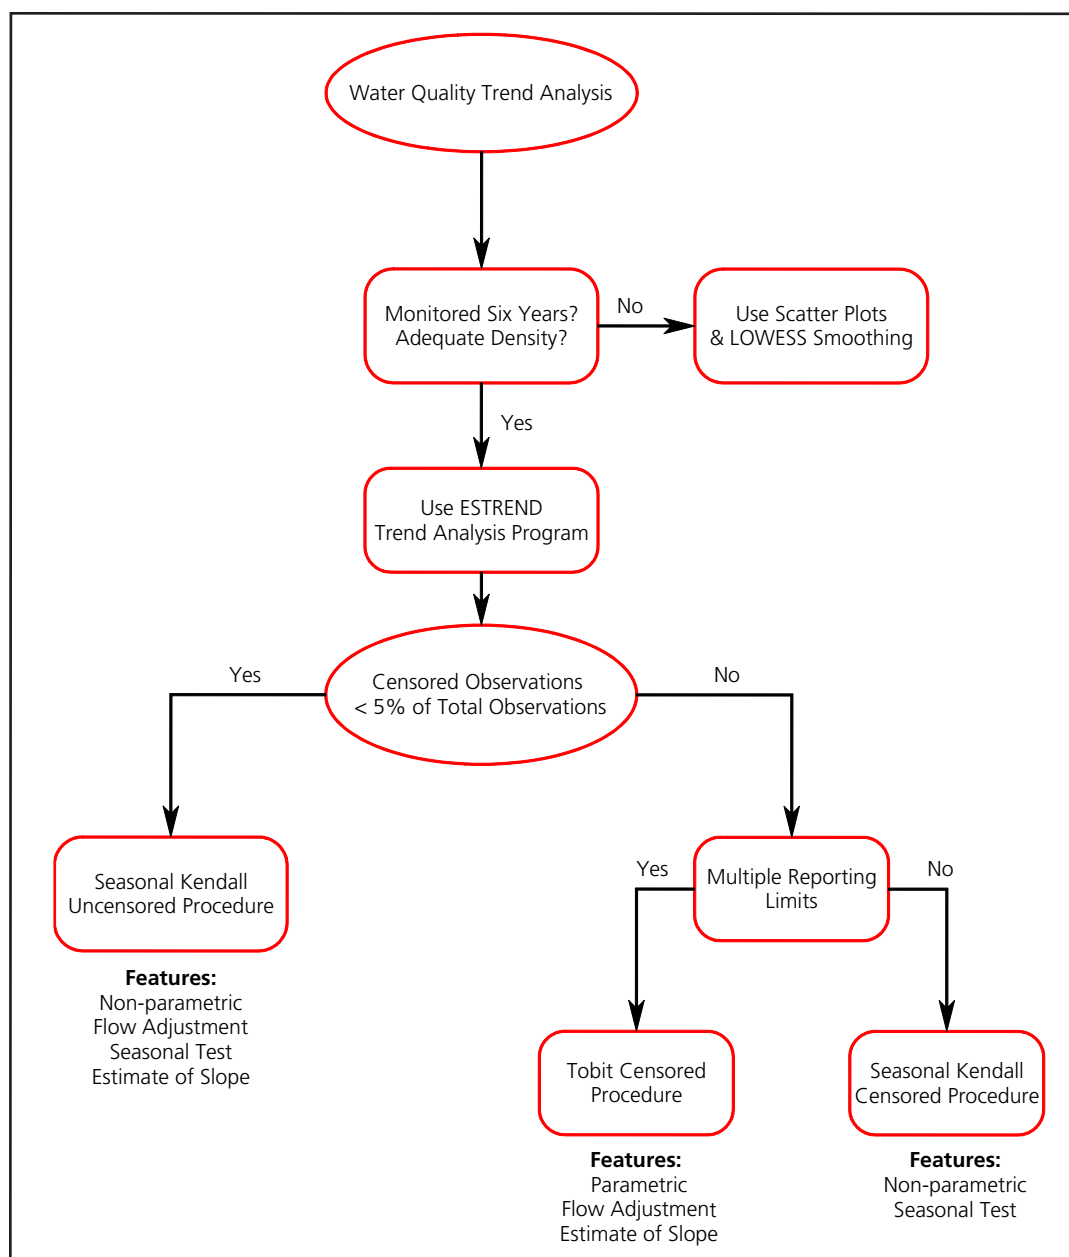 Water Quality Trend Analysis
Monitored Six Years?
Adequate Density?
No
Use Scatter Plots
& LOWESS Smoothing
Yes
Use ESTREND
Trend Analysis Program
Censored Observations
< 5% of Total Observations
Yes
No
Seasonal Kendall
Uncensored Procedure
Features:
Non-parametric
Flow Adjustment
Seasonal Test
Estimate of Slope
Multiple Reporting
Limits
Yes
No
Tobit Censored
Procedure
Features:
Parametric
Flow Adjustment
Estimate of Slope
Seasonal Kendall
Censored Procedure
Features:
Non-parametric
Seasonal Test